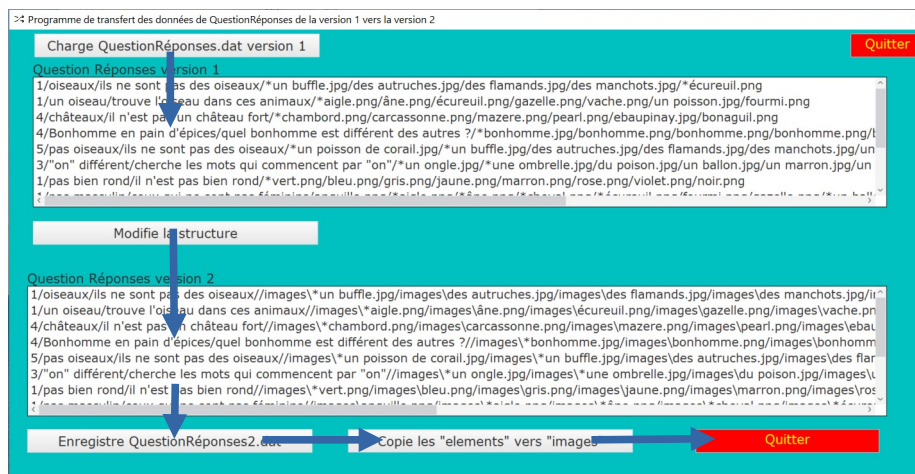 Programme de transfert des données de QuestionRéponses de la version 1 vers la version 2
Charge QuestionRéponses.dat version 1
Quitter
Question Réponses version 1
1/oiseaux/ils ne sont pas des oiseaux/*un buffle.jpg/des autruches.jpg/des flamands.jpg/des manchots.jpg/*écureuil.png
1/un oiseau/trouve l'oiseau dans ces animaux/*aigle.png/âne.png/écureuil.png/gazelle.png/vache.png/un poisson.jpg/fourmi.png
4/châteaux/il n'est pas un château fort/*chambord.png/carcassonne.png/mazere.png/pearl.png/ebaupinay.jpg/bonaguil.png
4/Bonhomme en pain d'épices/quel bonhomme est différent des autres ?/*bonhomme.jpg/bonhomme.png/bonhomme.png/bonhomme.png/
5/pas oiseaux/ils ne sont pas des oiseaux/*un poisson de corail.jpg/*un buffle.jpg/des autruches.jpg/des flamands.jpg/des manchots.jpg/un
3/"on" différent/cherche les mots qui commencent par "on"/*un ongle.jpg/*une ombrelle.jpg/du poison.jpg/un ballon.jpg/un marron.jpg/un
1/pas bien rond/il n'est pas bien rond/*vert.png/bleu.png/gris.png/jaune.png/marron.png/rose.png/violet.png/noir.png
Modifie la structure
Question Réponses version 2
1/oiseaux/ils ne sont pas des oiseaux//images\*un buffle.jpg/images\des autruches.jpg/images\des flamands.jpg/images\des manchots.jpg/
1/un oiseau/trouve l'oiseau dans ces animaux//images\*aigle.png/images\âne.png/images\écureuil.png/images\gazelle.png/images\vache.pn
4/châteaux/il n'est pas un château fort//images\*chambord.png/images\carcassonne.png/images\mazere.png/images\pearl.png/images\ebau
4/Bonhomme en pain d'épices/quel bonhomme est différent des autres ?//images\*bonhomme.jpg/images\bonhomme.png/images\bonhomm
5/pas oiseaux/ils ne sont pas des oiseaux//images\*un poisson de corail.jpg/images\*un buffle.jpg/images\des autruches.jpg/images\des flar
3/"on" différent/cherche les mots qui commencent par "on"//images\*un ongle.jpg/images\*une ombrelle.jpg/images\du poison.jpg/images\
1/pas bien rond/il n'est pas bien rond//images\*vert.png/images\bleu.png/images\gris.png/images\jaune.png/images\marron.png/images\ros
Enregistre QuestionRéponses2.dat
Copie les "elements" vers "images"
Quitter